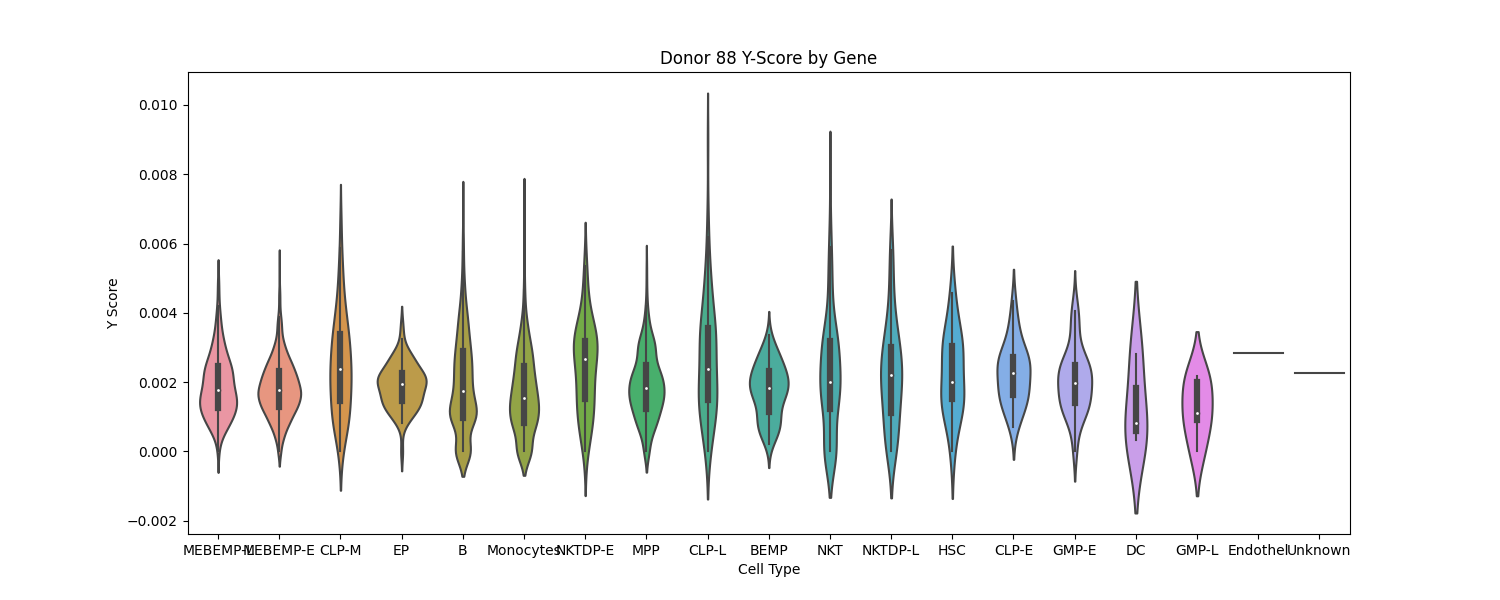 Donor 88 Y-Score by Gene
Y Score
0.010
0.008
0.006
0.004
0.002
0.000
−0.002
MEBEMP-L MEBEMP-E CLP-M EP B Monocytes NKTDP-E MPP CLP-L BEMP NKT NKTDP-L HSC CLP-E GMP-E DC GMP-L Endothel Unknown
Cell Type